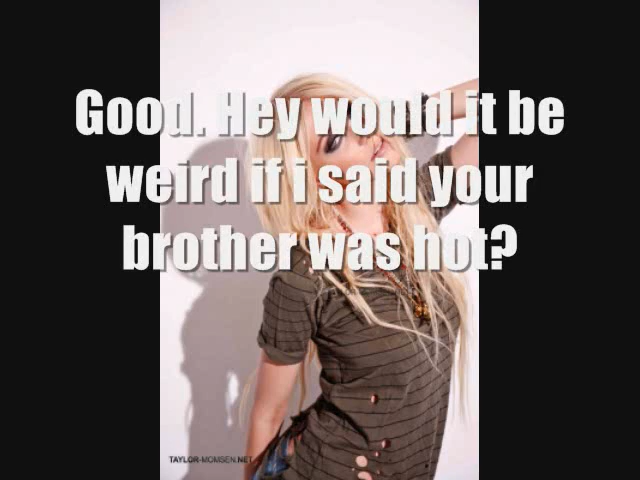 Good. Hey would it be
weird if i said your
brother was hot?
TAYLOR-MOMSEN.NET